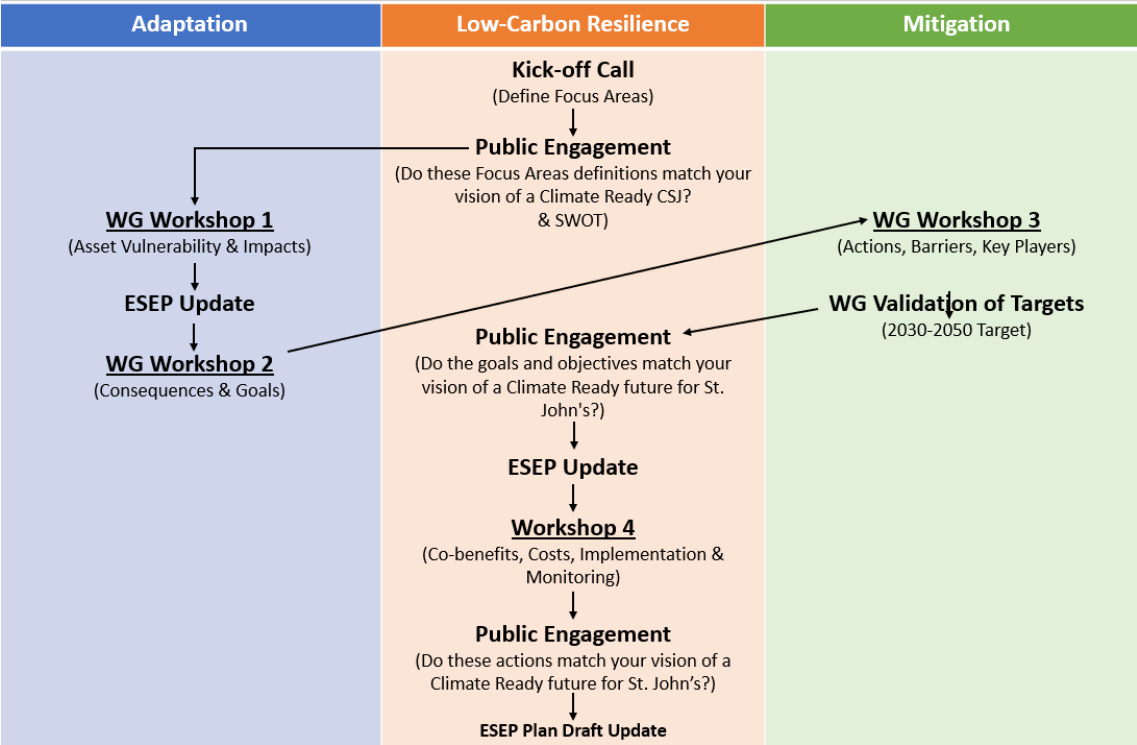 Adaptation
Low-Carbon Resilience
Mitigation
Kick-off Call
(Define Focus Areas)
Public Engagement
(Do these Focus Areas definitions match your
vision of a Climate Ready CSJ?
& SWOT)
WG Workshop 1
(Asset Vulnerability & Impacts)
ESEP Update
WG Workshop 2
(Consequences & Goals)
WG Workshop 3
(Actions, Barriers, Key Players)
WG Validation of Targets
(2030-2050 Target)
Public Engagement
(Do the goals and objectives match your
vision of a Climate Ready future for St.
John's?)
ESEP Update
Workshop 4
(Co-benefits, Costs, Implementation &
Monitoring)
Public Engagement
(Do these actions match your vision of a
Climate Ready future for St. John’s?)
ESEP Plan Draft Update